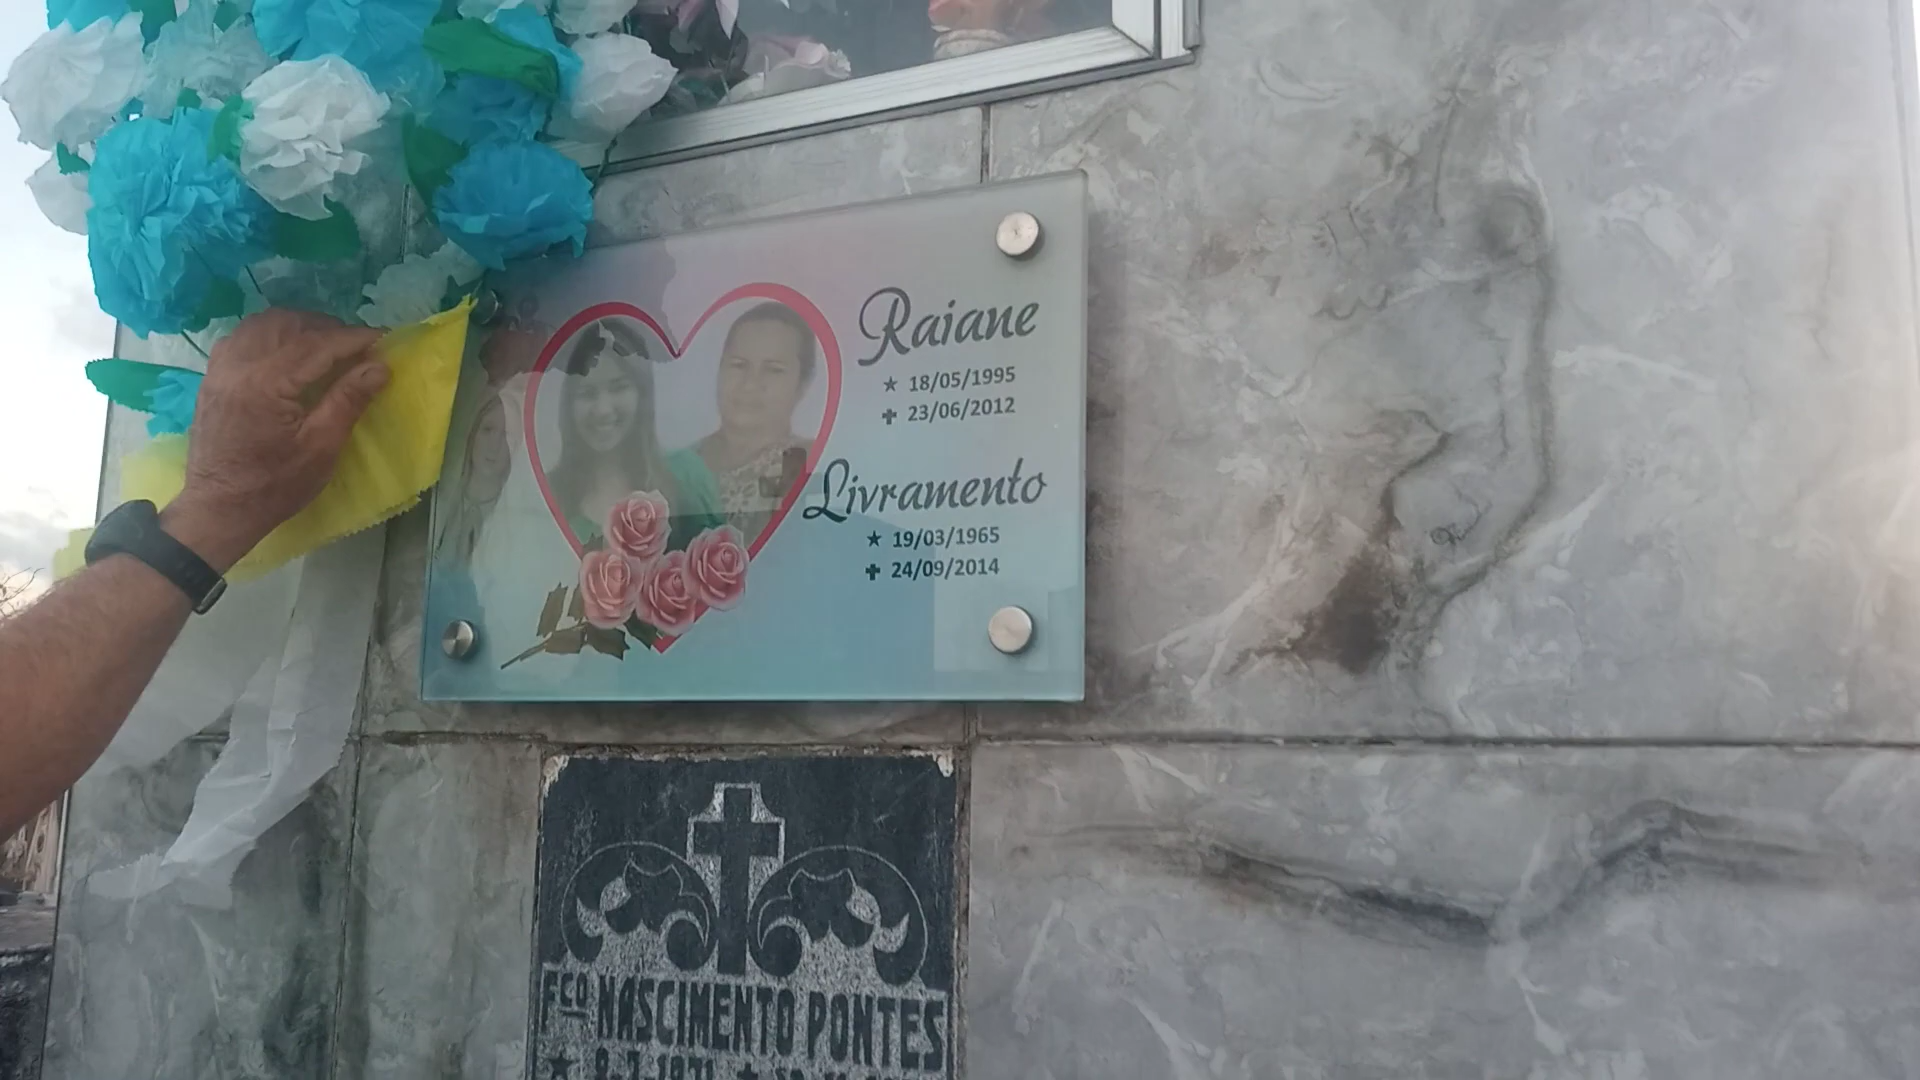 Raiane
★ 18/05/1995
✝ 23/06/2012
Livramento
★ 19/03/1965
✝ 24/09/2014
Fco NASCIMENTO PONTES